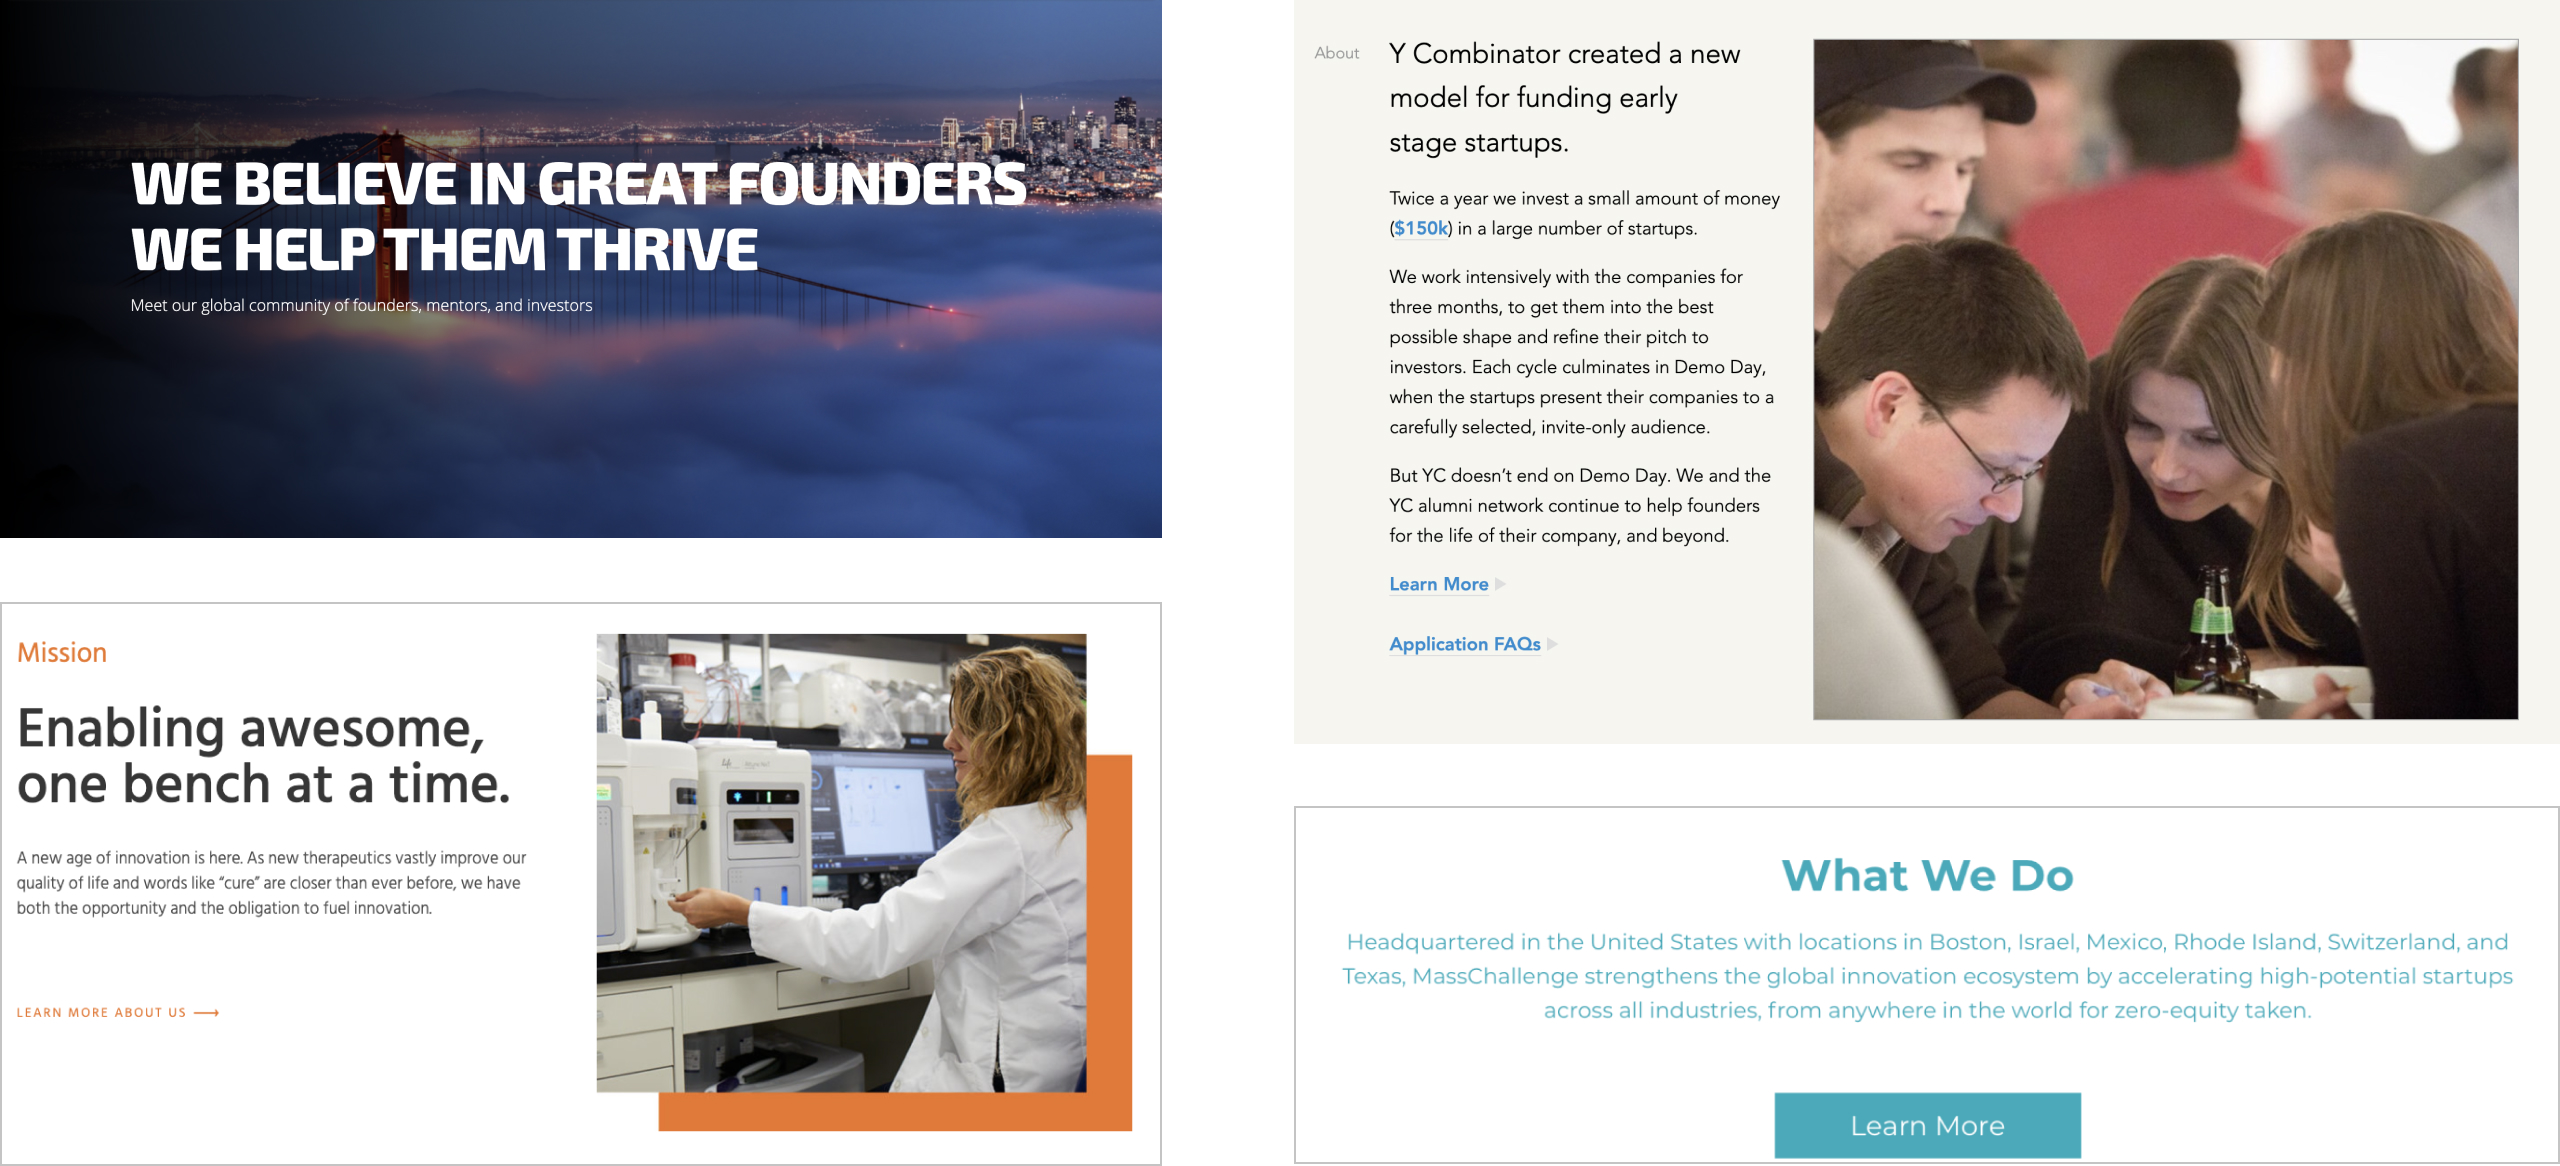 WE BELIEVE IN GREAT FOUNDERS
WE HELP THEM THRIVE
Meet our global community of founders, mentors, and investors
Mission
Enabling awesome,
one bench at a time.
A new age of innovation is here. As new therapeutics vastly improve our
quality of life and words like “cure” are closer than ever before, we have
both the opportunity and the obligation to fuel innovation.
LEARN MORE ABOUT US ⟶
About
Y Combinator created a new
model for funding early
stage startups.
Twice a year we invest a small amount of money
($150k) in a large number of startups.
We work intensively with the companies for
three months, to get them into the best
possible shape and refine their pitch to
investors. Each cycle culminates in Demo Day,
when the startups present their companies to a
carefully selected, invite-only audience.
But YC doesn’t end on Demo Day. We and the
YC alumni network continue to help founders
for the life of their company, and beyond.
Learn More
Application FAQs
What We Do
Headquartered in the United States with locations in Boston, Israel, Mexico, Rhode Island, Switzerland, and
Texas, MassChallenge strengthens the global innovation ecosystem by accelerating high-potential startups
across all industries, from anywhere in the world for zero-equity taken.
Learn More